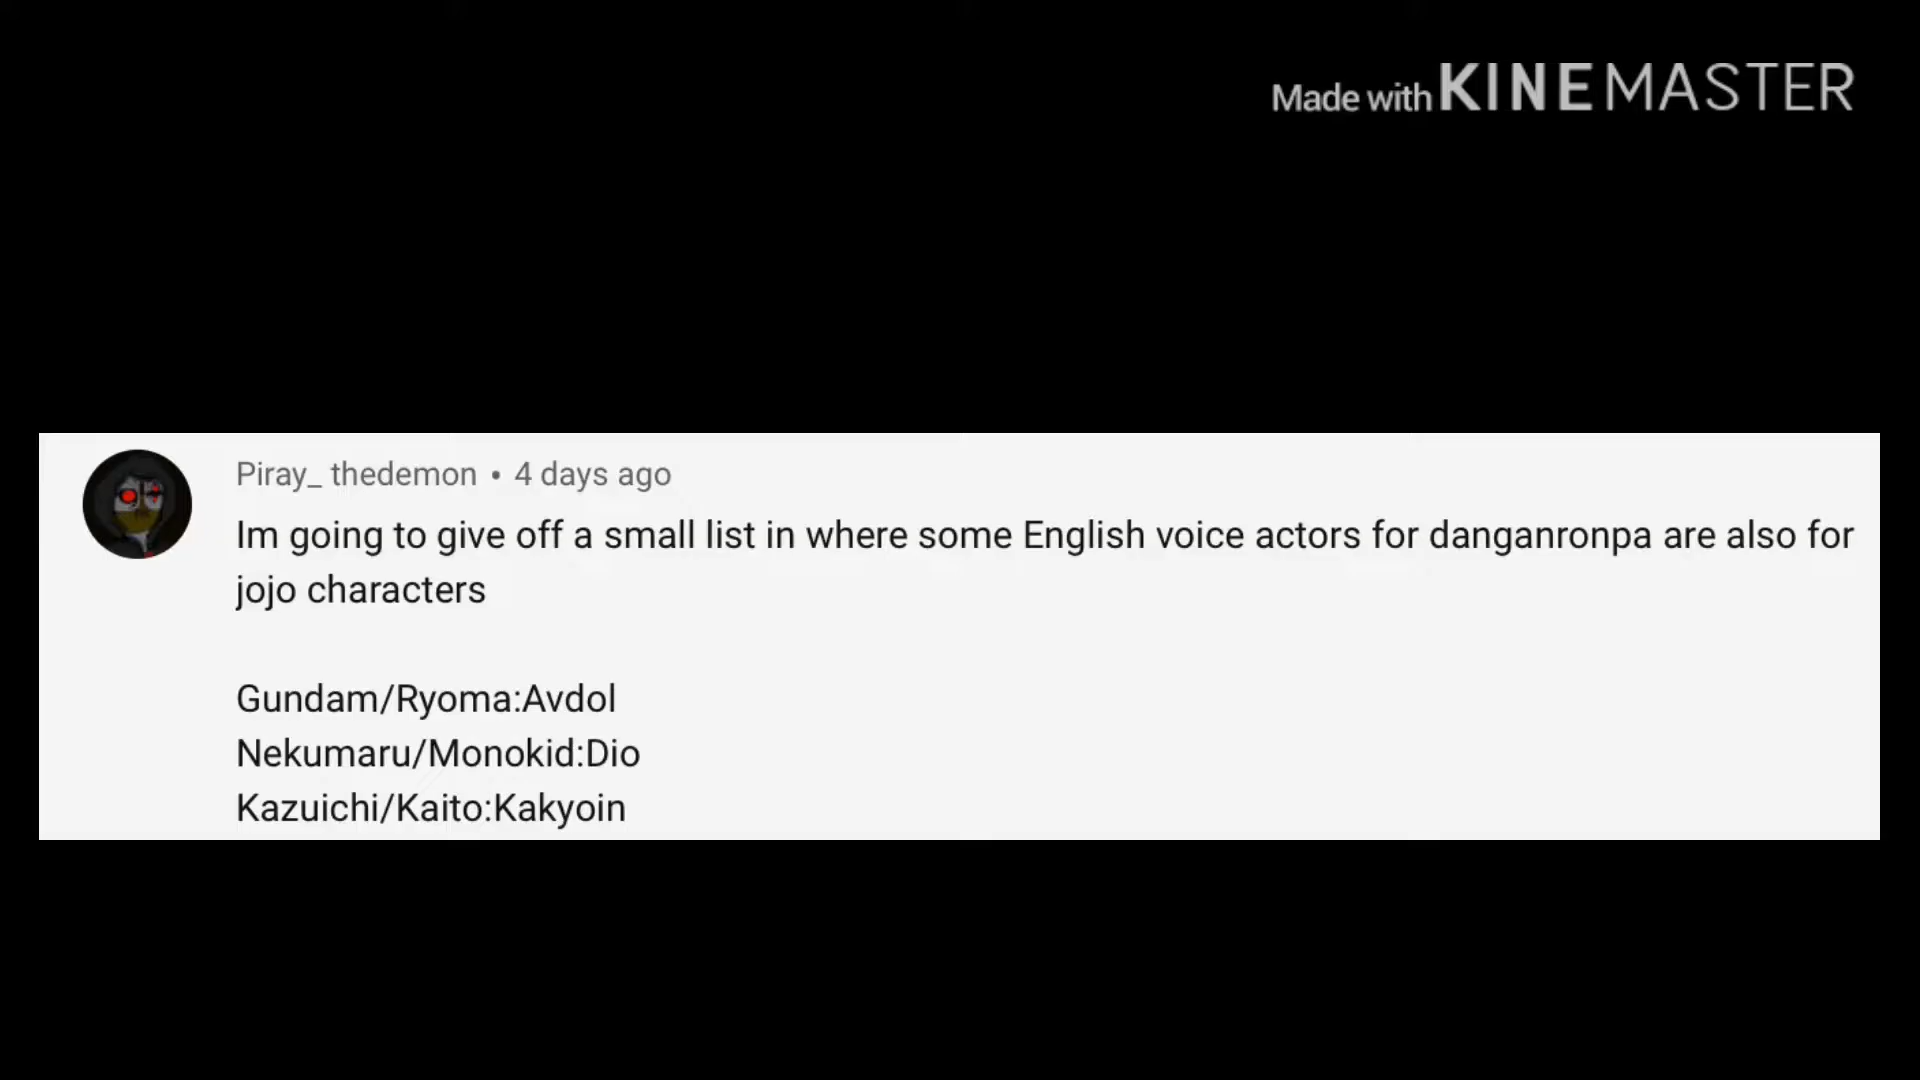 Made with KINEMASTER
Piray_ thedemon • 4 days ago
Im going to give off a small list in where some English voice actors for danganronpa are also for
jojo characters
Gundam/Ryoma:Avdol
Nekumaru/Monokid:Dio
Kazuichi/Kaito:Kakyoin